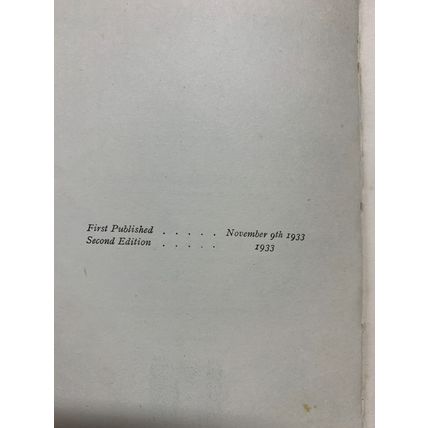 First Published . . . . . November 9th 1933
Second Edition . . . . . 1933